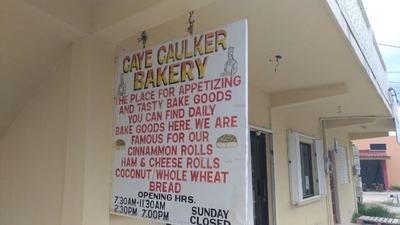 CAYE CAULKER
BAKERY
THE PLACE FOR APPETIZING
AND TASTY BAKE GOODS
YOU CAN FIND DAILY
BAKE GOODS HERE. WE ARE
FAMOUS FOR OUR
CINNAMMON ROLLS
HAM & CHEESE ROLLS
COCONUT/WHOLE WHEAT
BREAD
OPENING HRS.
7:30AM-11:30AM
2:30PM 7:00PM
SUNDAY
CLOSED